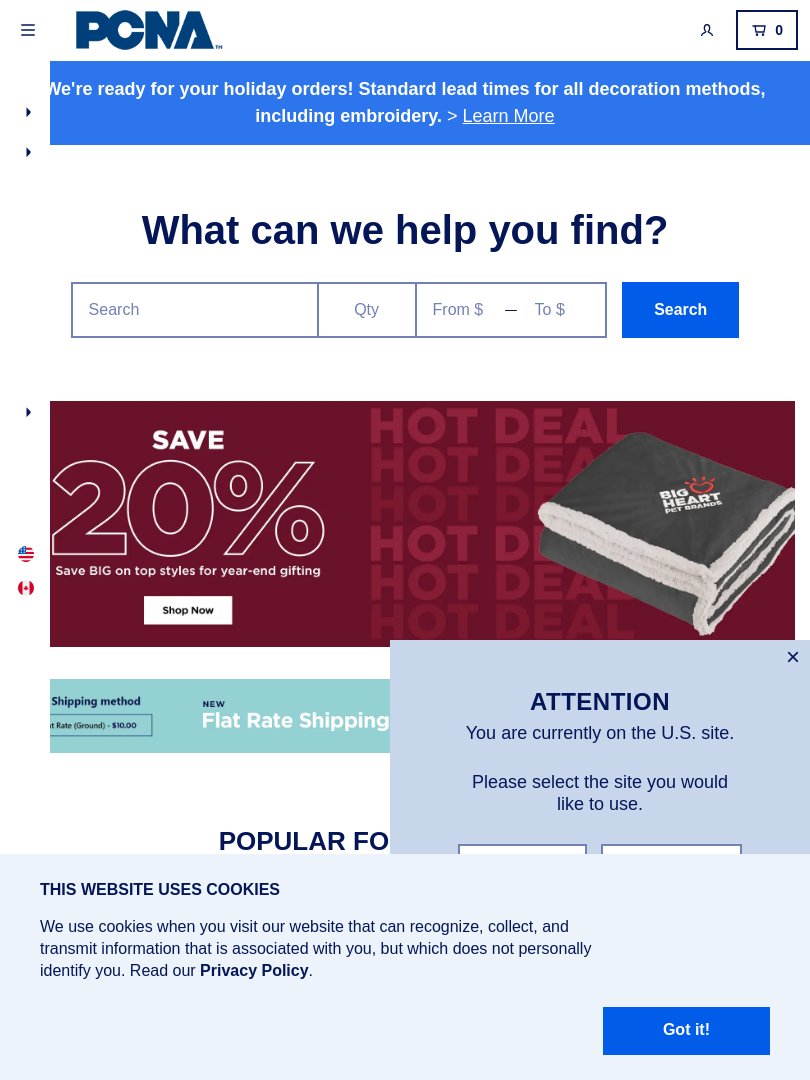 PCNA™
0
We're ready for your holiday orders! Standard lead times for all decoration methods,
including embroidery. > Learn More
What can we help you find?
Search
Qty
From $
—
To $
Search
SAVE
20%
Save BIG on top styles for year-end gifting
Shop Now
HOT DEAL
HOT DEAL
HOT DEAL
HOT DEAL
HOT DEAL
HOT DEAL
BIG
HEART
PET BRANDS
Shipping method
Rate (Ground) - $10.00
NEW
Flat Rate Shipping
×
ATTENTION
You are currently on the U.S. site.
Please select the site you would
like to use.
POPULAR FO
THIS WEBSITE USES COOKIES
We use cookies when you visit our website that can recognize, collect, and
transmit information that is associated with you, but which does not personally
identify you. Read our Privacy Policy.
Got it!